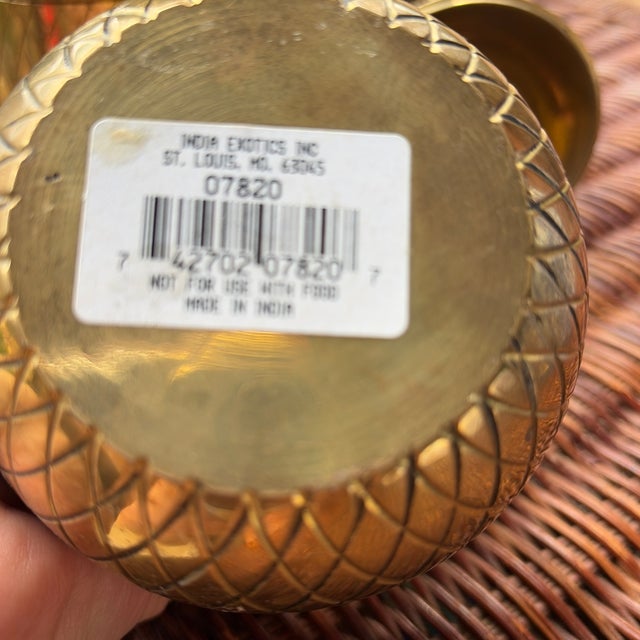 INDIA EXOTICS INC
ST. LOUIS, MO. 63045
07820
7 42702 07820 7
NOT FOR USE WITH FOOD
MADE IN INDIA